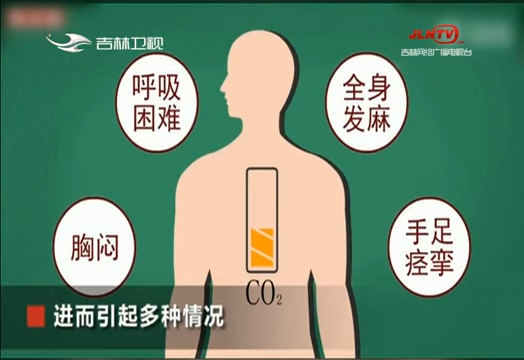 吉林卫视
JLNTV
吉林网络广播电视台
呼吸
困难
全身
发麻
胸闷
手足
痉挛
CO₂
进而引起多种情况